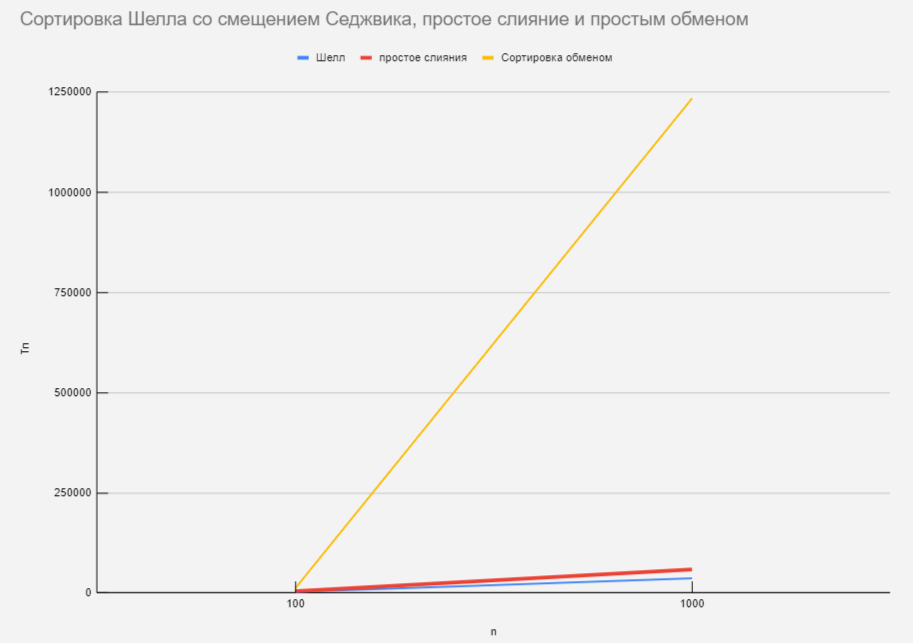 Сортировка Шелла со смещением Седжвика, простое слияние и простым обменом
Шелл простое слияния Сортировка обменом
1250000
1000000
750000
Tn
500000
250000
0
100 1000
n